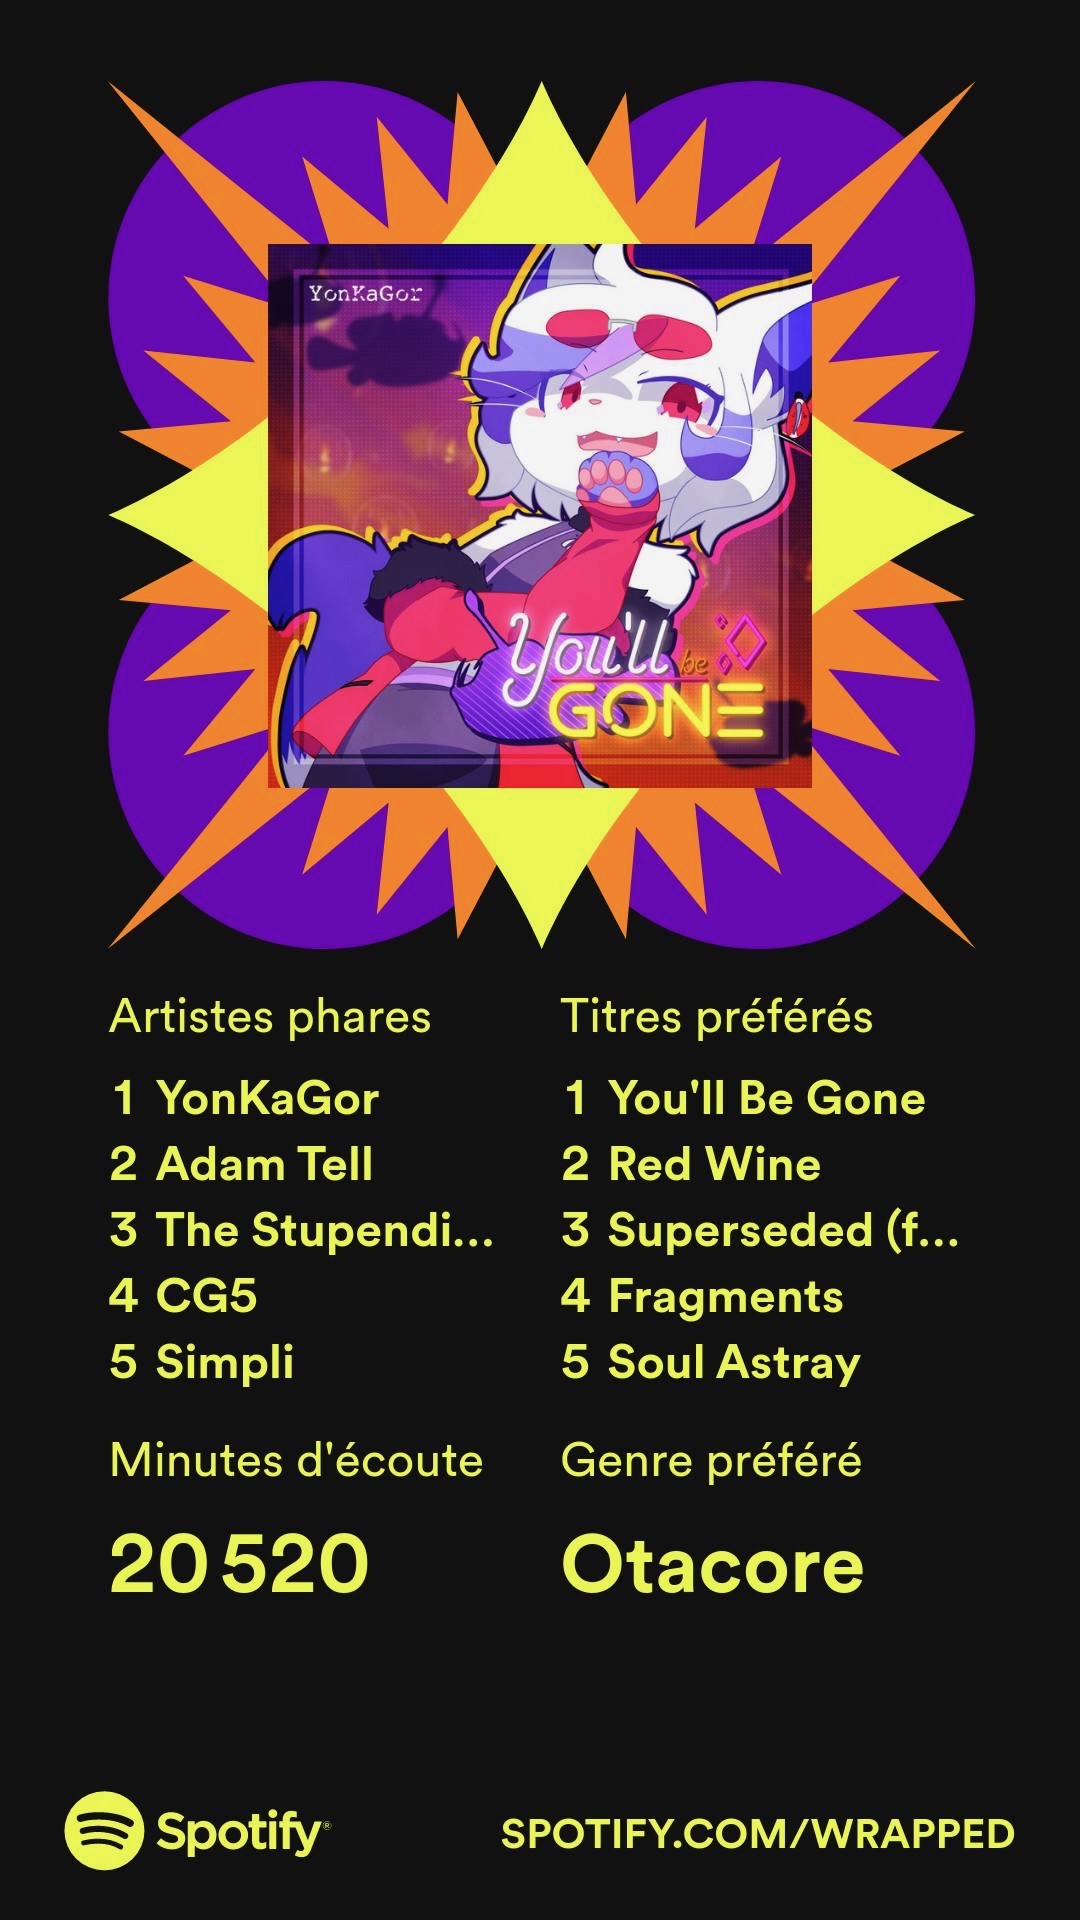 YonKaGor
You'll be
GONE
Artistes phares
1 YonKaGor
2 Adam Tell
3 The Stupendi...
4 CG5
5 Simpli
Titres préférés
1 You'll Be Gone
2 Red Wine
3 Superseded (f...
4 Fragments
5 Soul Astray
Minutes d'écoute
20 520
Genre préféré
Otacore
Spotify®
SPOTIFY.COM/WRAPPED